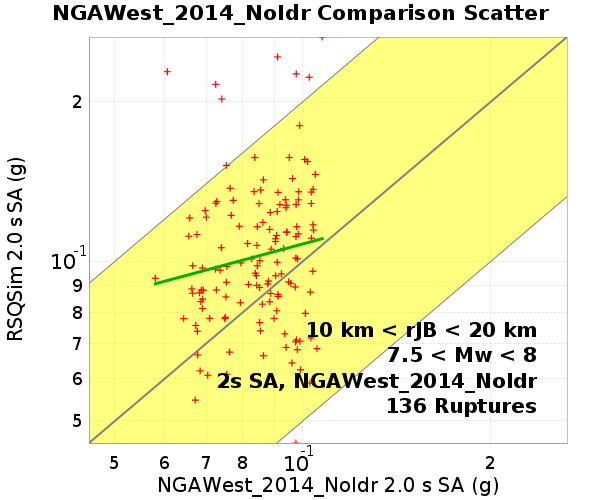 NGAWest_2014_NoIdr Comparison Scatter
RSQSim 2.0 s SA (g)
2
10⁻¹
9
8
7
6
5
10 km < rJB < 20 km
7.5 < Mw < 8
2s SA, NGAWest_2014_NoIdr
136 Ruptures
5 6 7 8 10⁻¹ 2
NGAWest_2014_NoIdr 2.0 s SA (g)